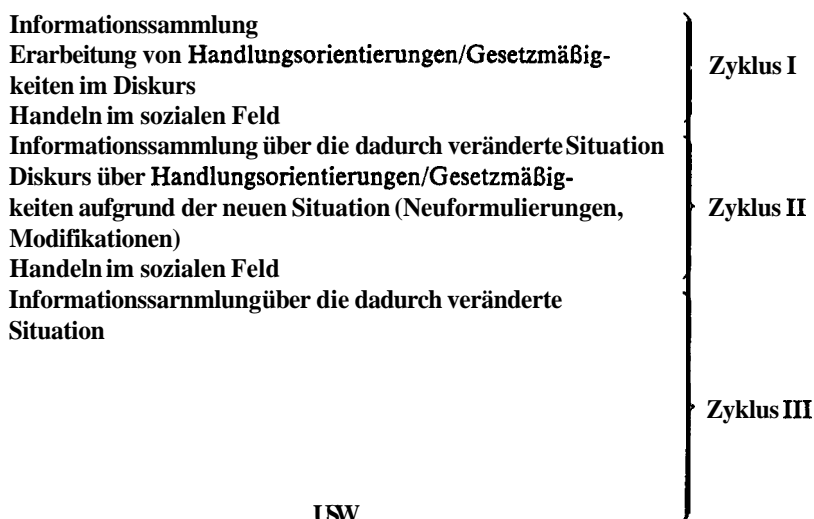 Informationssammlung
Erarbeitung von Handlungsorientierungen/Gesetzmäßig-
keiten im Diskurs
Zyklus I
Handeln im sozialen Feld
Informationssammlung über die dadurch veränderte Situation
Diskurs über Handlungsorientierungen/Gesetzmäßig-
keiten aufgrund der neuen Situation (Neuformulierungen,
Zyklus II
Modifikationen)
Handeln im sozialen Feld
Informationssarnmlungüber die dadurch veränderte
Situation
Zyklus III
USW